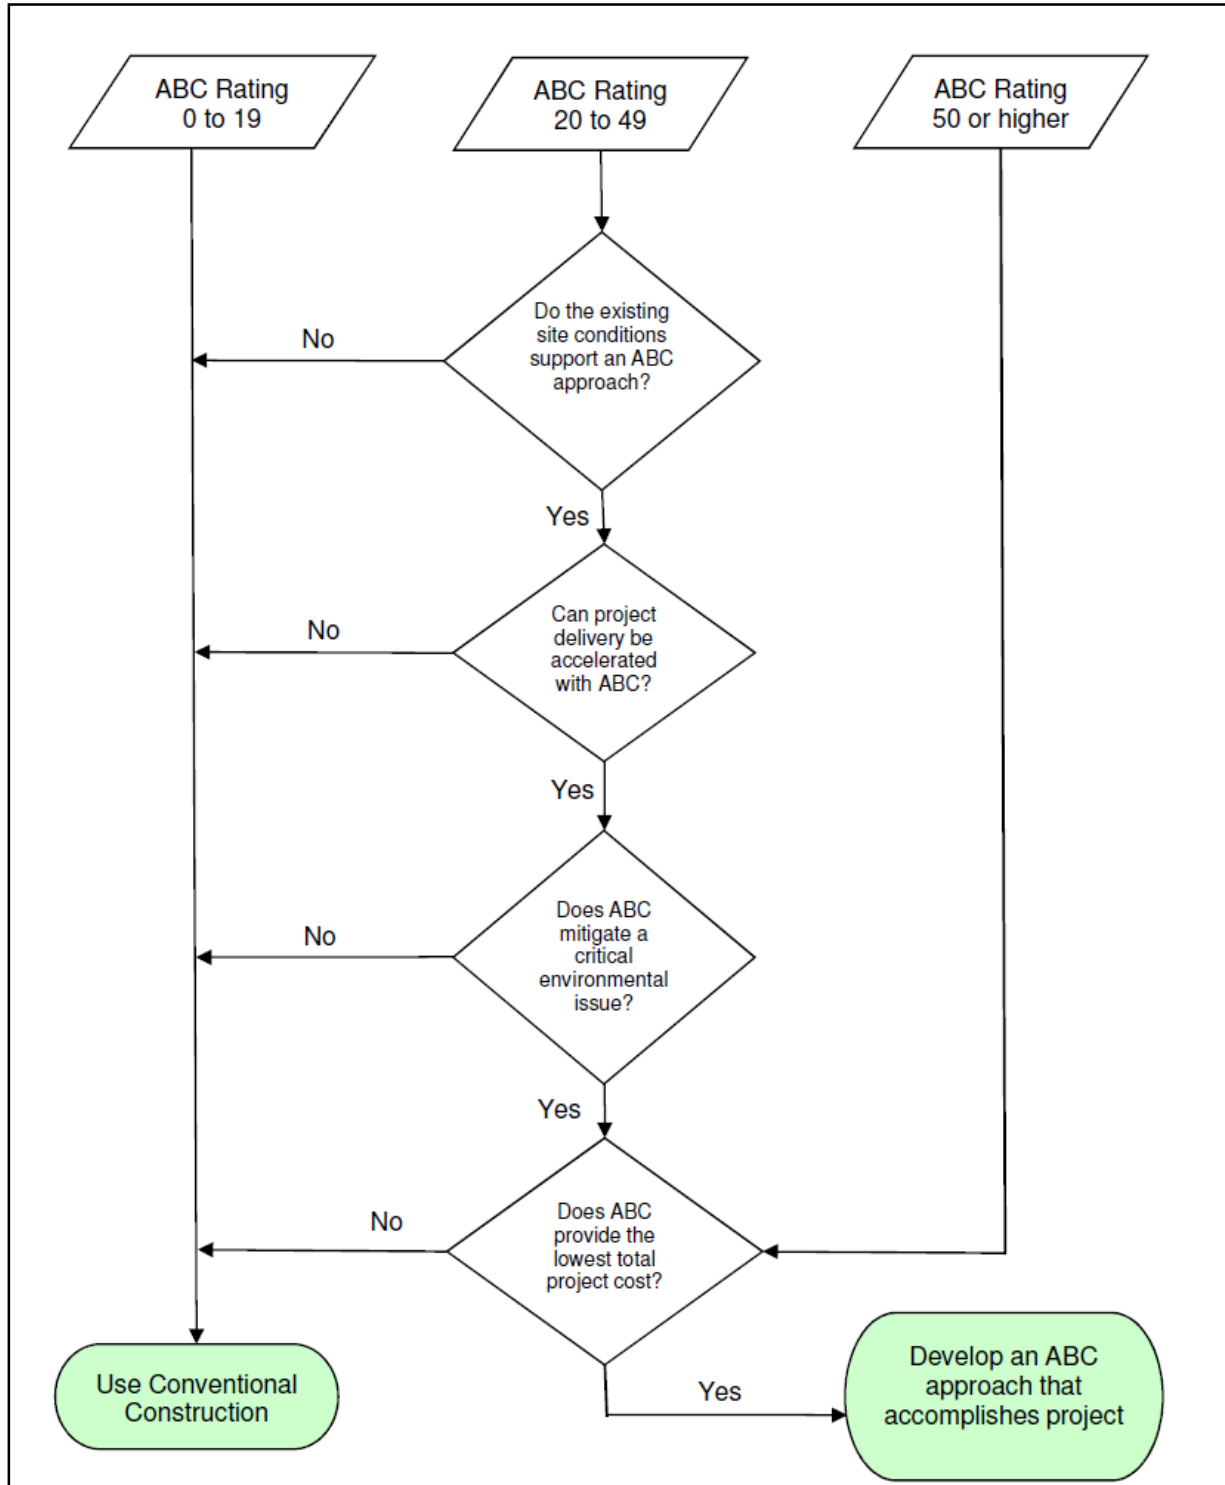 ABC Rating
0 to 19
ABC Rating
20 to 49
ABC Rating
50 or higher
Do the existing
site conditions
support an ABC
approach?
No
Yes
Can project
delivery be
accelerated
with ABC?
No
Yes
Does ABC
mitigate a
critical
environmental
issue?
No
Yes
Does ABC
provide the
lowest total
project cost?
No
Yes
Use Conventional
Construction
Develop an ABC
approach that
accomplishes project